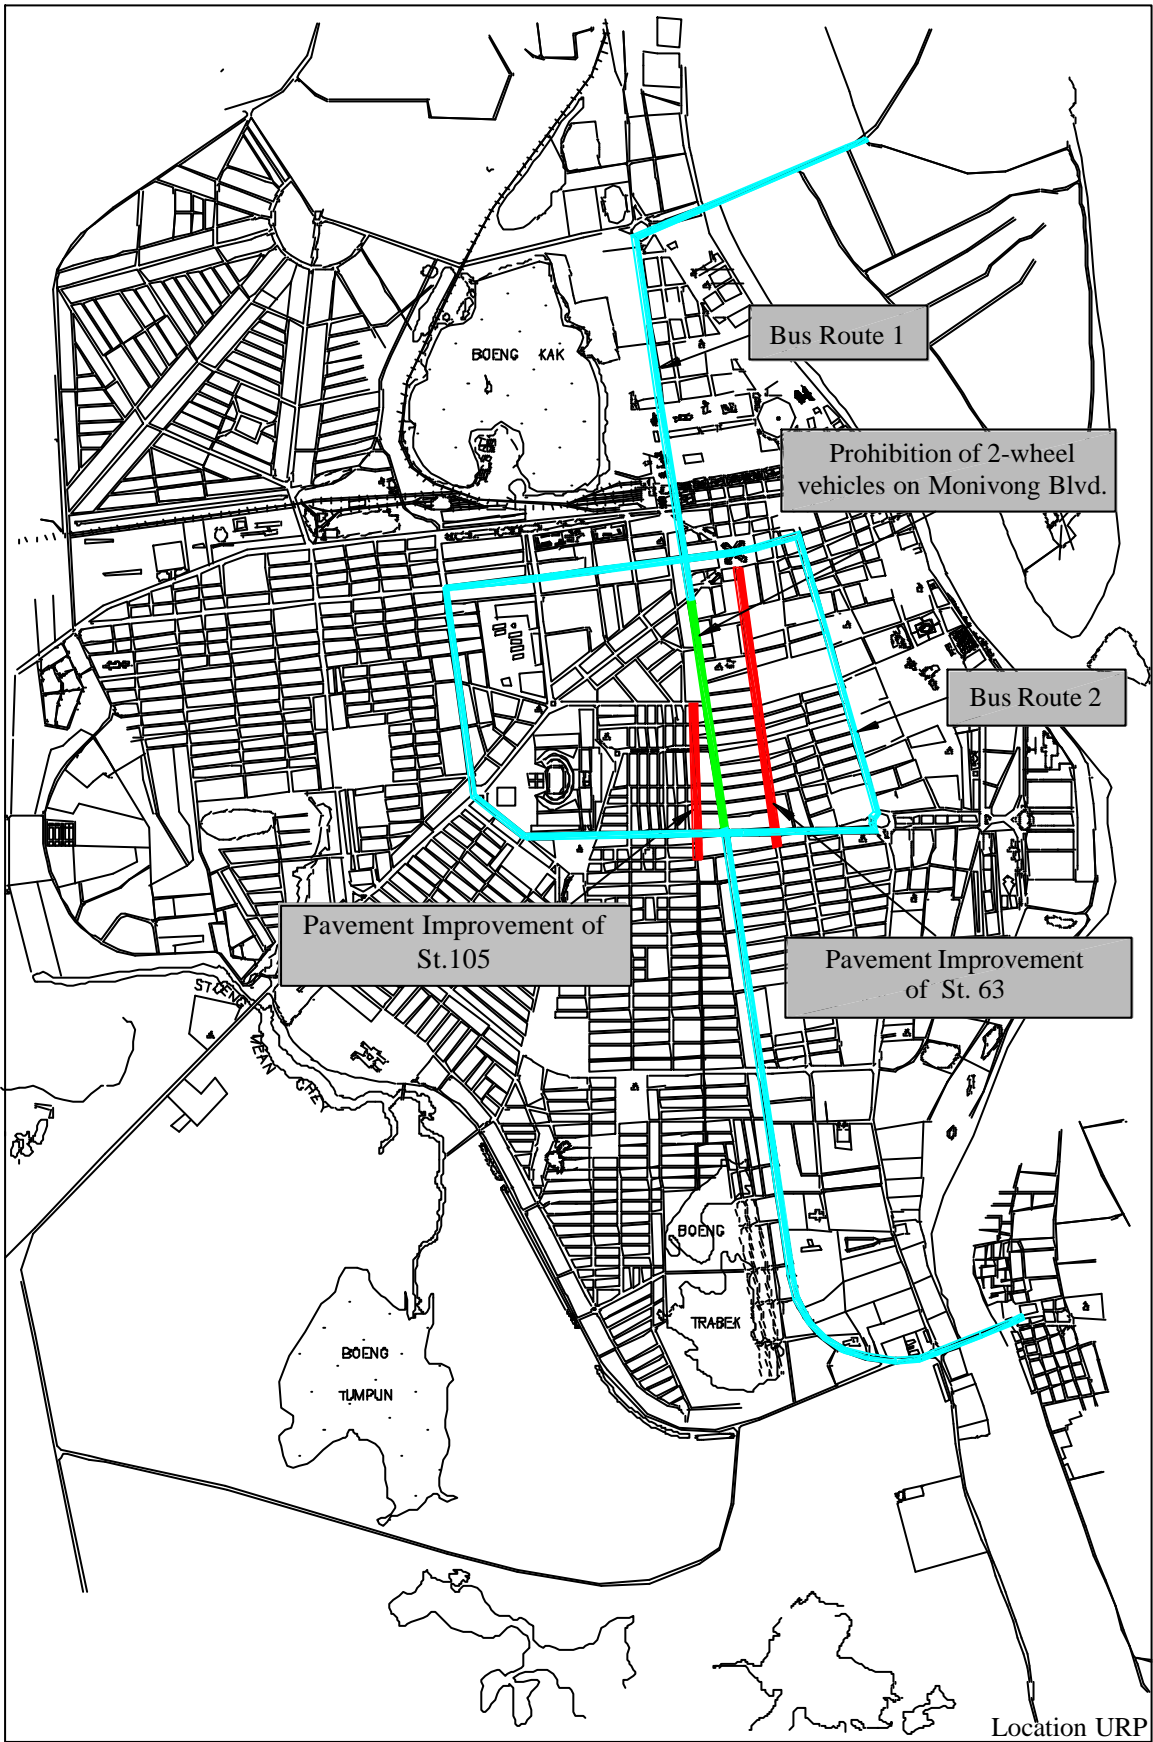 Bus Route 1
BOENG KAK
Prohibition of 2-wheel
vehicles on Monivong Blvd.
Bus Route 2
Pavement Improvement of
St.105
Pavement Improvement
of St. 63
STOENG
MEAN CHEY
BOENG
TRABEK
BOENG
TUMPUN
Location URP